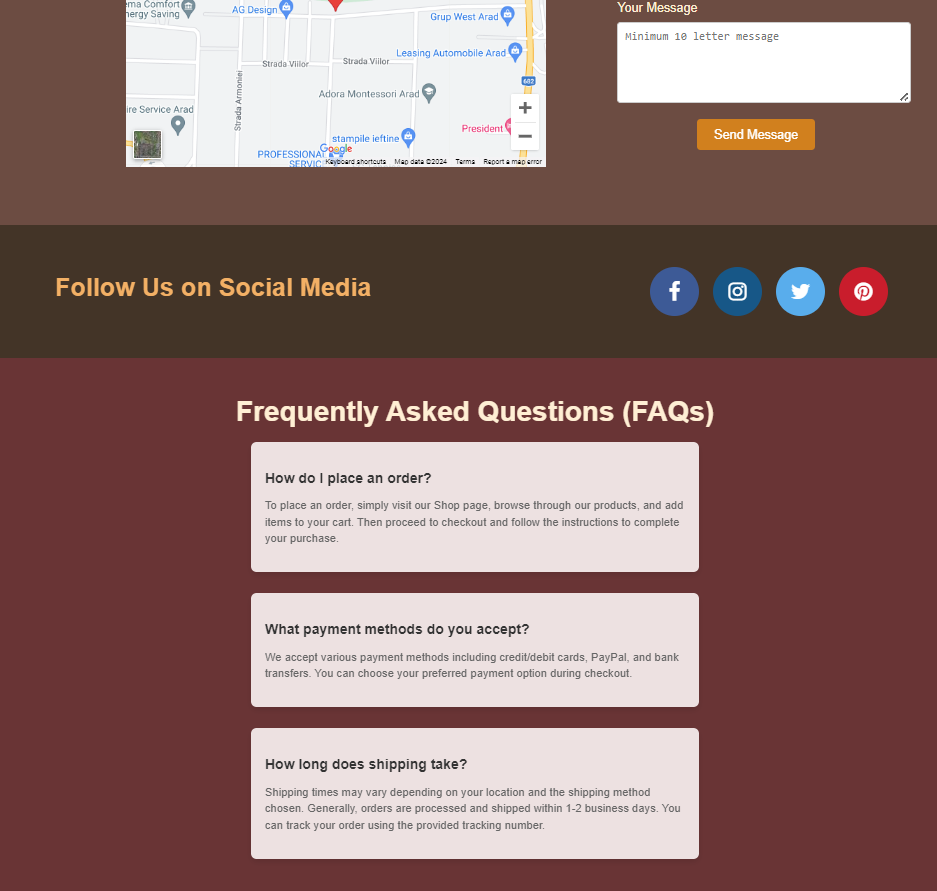 ema Comfort
nergy Saving
AG Design
Grup West Arad
Leasing Automobile Arad
Strada Viilor
Strada Viilor
482
Strada Armoniei
Adora Montessori Arad
ire Service Arad
President
stampile ieftine
PROFESSIONAL
SERVIC
Google
Keyboard shortcuts
Map data ©2024
Terms
Report a map error
Your Message
Minimum 10 letter message
Send Message
Follow Us on Social Media
Frequently Asked Questions (FAQs)
How do I place an order?
To place an order, simply visit our Shop page, browse through our products, and add
items to your cart. Then proceed to checkout and follow the instructions to complete
your purchase.
What payment methods do you accept?
We accept various payment methods including credit/debit cards, PayPal, and bank
transfers. You can choose your preferred payment option during checkout.
How long does shipping take?
Shipping times may vary depending on your location and the shipping method
chosen. Generally, orders are processed and shipped within 1-2 business days. You
can track your order using the provided tracking number.